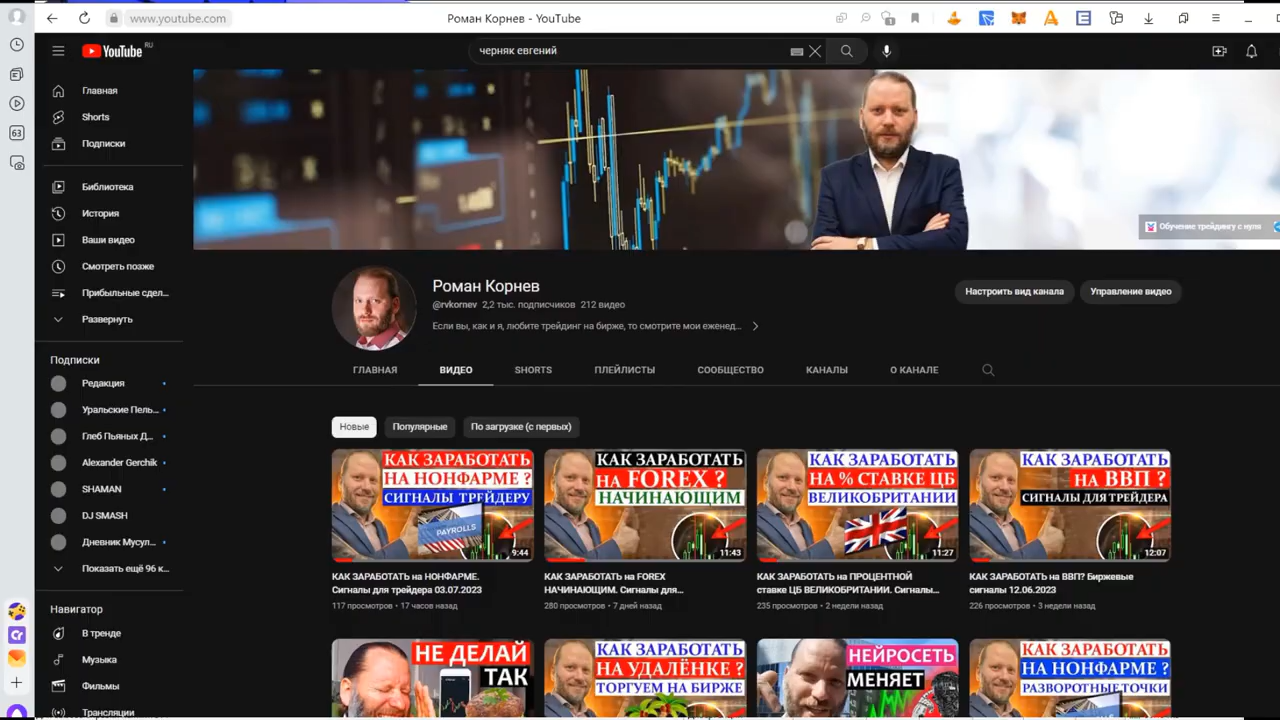 www.youtube.com
Роман Корнев - YouTube
1
YouTube RU
черняк евгений
63
Главная
Shorts
Подписки
Библиотека
История
Ваши видео
Смотреть позже
Прибыльные сдел...
Развернуть
Подписки
Редакция
Уральские Пель...
Глеб Пьяных Д...
Alexander Gerchik
SHAMAN
DJ SMASH
Дневник Мусул...
Показать ещё 96 к...
Навигатор
В тренде
Музыка
Фильмы
Трансляции
Обучение трейдингу с нуля
Роман Корнев
@rvkornev 2,2 тыс. подписчиков 212 видео
Если вы, как и я, любите трейдинг на бирже, то смотрите мои еженед...
Настроить вид канала
Управление видео
ГЛАВНАЯ
ВИДЕО
SHORTS
ПЛЕЙЛИСТЫ
СООБЩЕСТВО
КАНАЛЫ
О КАНАЛЕ
Новые
Популярные
По загрузке (с первых)
КАК ЗАРАБОТАТЬ
НА НОНФАРМЕ ?
СИГНАЛЫ ТРЕЙДЕРУ
PAYROLLS
9:44
КАК ЗАРАБОТАТЬ на НОНФАРМЕ.
Сигналы для трейдера 03.07.2023
117 просмотров • 17 часов назад
КАК ЗАРАБОТАТЬ
НА FOREX ?
НАЧИНАЮЩИМ
11:43
КАК ЗАРАБОТАТЬ на FOREX
НАЧИНАЮЩИМ. Сигналы для...
280 просмотров • 7 дней назад
КАК ЗАРАБОТАТЬ
НА % СТАВКЕ ЦБ
ВЕЛИКОБРИТАНИИ
11:27
КАК ЗАРАБОТАТЬ на ПРОЦЕНТНОЙ
ставке ЦБ ВЕЛИКОБРИТАНИИ. Сигналы...
235 просмотров • 2 недели назад
КАК ЗАРАБОТАТЬ
НА ВВП ?
СИГНАЛЫ ДЛЯ ТРЕЙДЕРА
12:07
КАК ЗАРАБОТАТЬ на ВВП? Биржевые
сигналы 12.06.2023
226 просмотров • 3 недели назад
НЕ ДЕЛАЙ
ТАК
КАК ЗАРАБОТАТЬ
НА УДАЛЁНКЕ ?
ТОРГУЕМ НА БИРЖЕ
НЕЙРОСЕТЬ
МЕНЯЕТ
КАК ЗАРАБОТАТЬ
НА НОНФАРМЕ ?
РАЗВОРОТНЫЕ ТОЧКИ